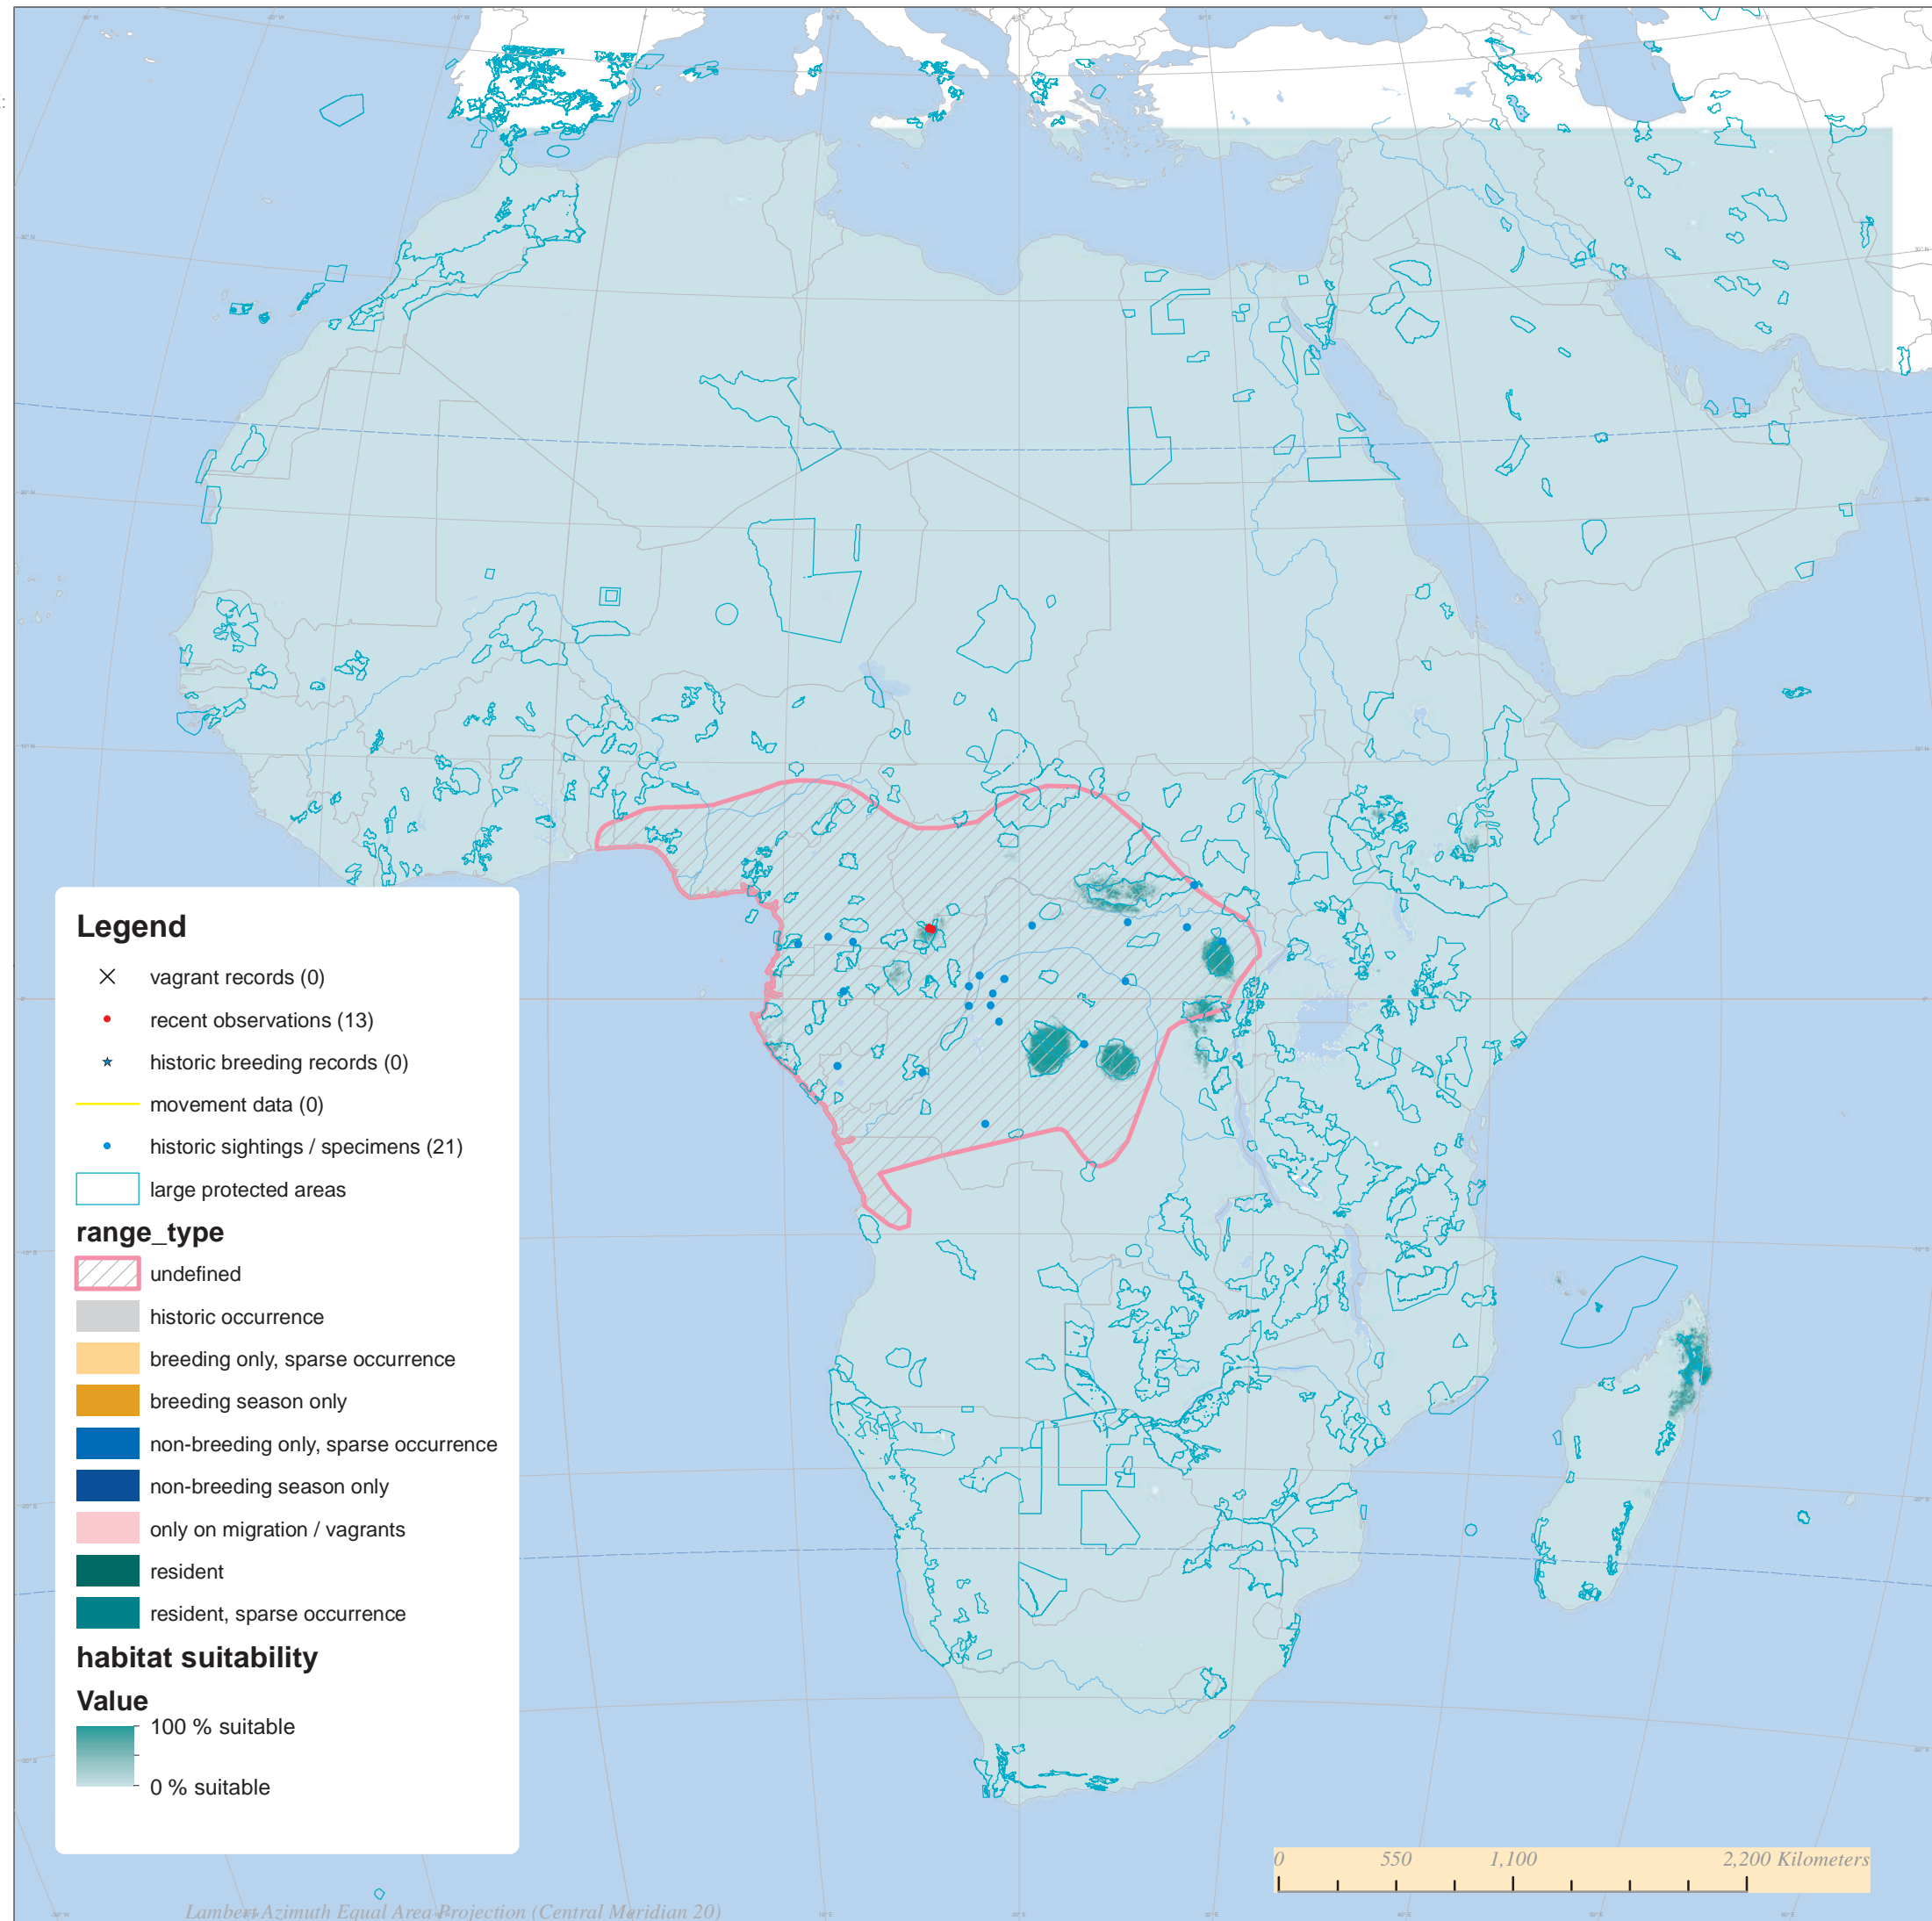 Legend
vagrant records (0)
recent observations (13)
historic breeding records (0)
movement data (0)
historic sightings / specimens (21)
large protected areas
range_type
undefined
historic occurrence
breeding only, sparse occurrence
breeding season only
non-breeding only, sparse occurrence
non-breeding season only
only on migration / vagrants
resident
resident, sparse occurrence
habitat suitability
Value
100 % suitable
0 % suitable
0 550 1,100 2,200 Kilometers
Lambert Azimuth Equal Area Projection (Central Meridian 20)